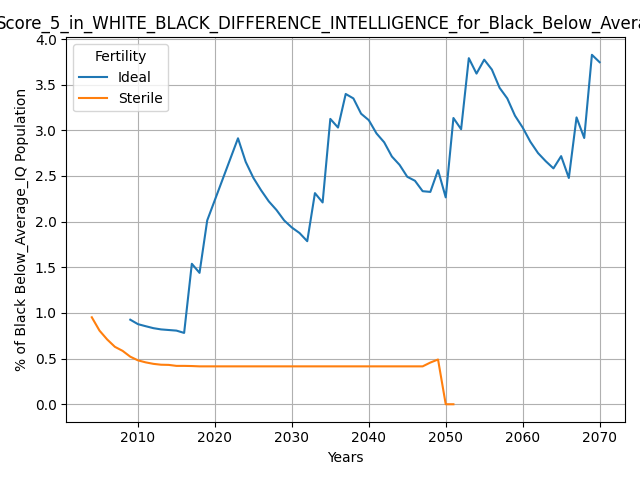 Score_5_in_WHITE_BLACK_DIFFERENCE_INTELLIGENCE_for_Black_Below_Avera
% of Black Below_Average_IQ Population
4.0
3.5
3.0
2.5
2.0
1.5
1.0
0.5
0.0
Fertility
Ideal
Sterile
2010 2020 2030 2040 2050 2060 2070
Years